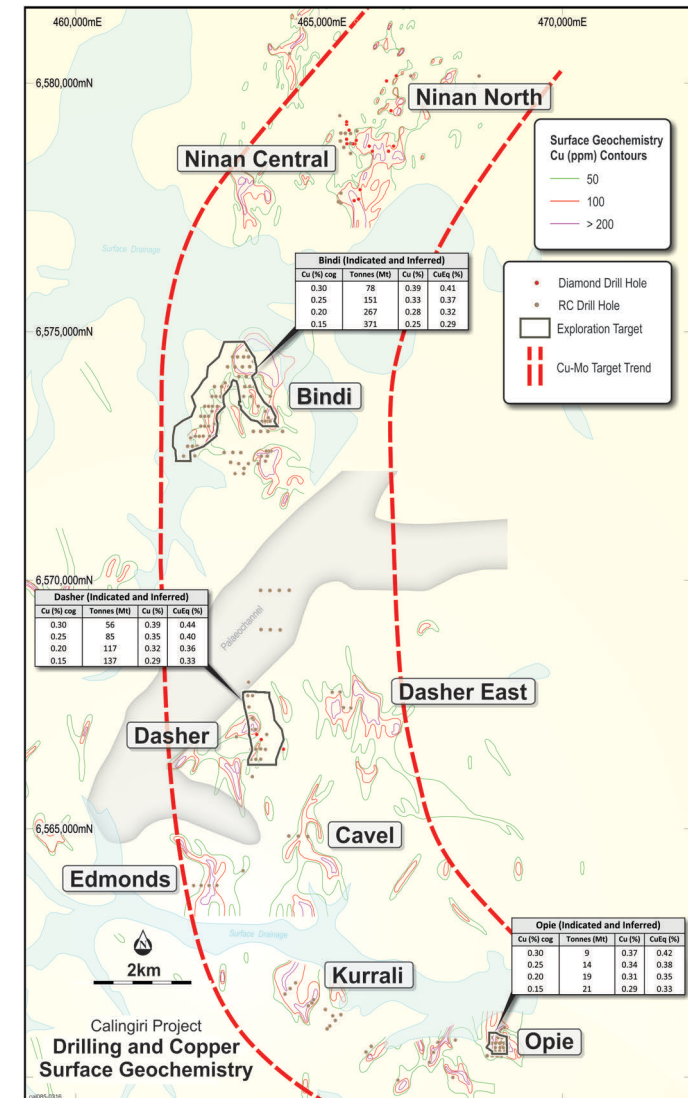 460,000mE
465,000mE
470,000mE
6,580,000mN
Ninan North
Ninan Central
Surface Geochemistry
Cu (ppm) Contours
50
100
> 200
Surface Drainage
Bindi (Indicated and Inferred)
Cu (%) cog Tonnes (Mt) Cu (%) CuEq (%)
0.30 78 0.39 0.41
0.25 151 0.33 0.37
0.20 267 0.28 0.32
0.15 371 0.25 0.29
Diamond Drill Hole
RC Drill Hole
Exploration Target
Cu-Mo Target Trend
6,575,000mN
Bindi
6,570,000mN
Dasher (Indicated and Inferred)
Cu (%) cog Tonnes (Mt) Cu (%) CuEq (%)
0.30 56 0.39 0.44
0.25 85 0.35 0.40
0.20 117 0.32 0.36
0.15 137 0.29 0.33
Palaeochannel
Dasher East
Dasher
6,565,000mN
Cavel
Edmonds
Surface Drainage
N
2km
Opie (Indicated and Inferred)
Cu (%) cog Tonnes (Mt) Cu (%) CuEq (%)
0.30 9 0.37 0.42
0.25 14 0.34 0.38
0.20 19 0.31 0.35
0.15 21 0.29 0.33
Kurrali
Opie
Calingiri Project
Drilling and Copper
Surface Geochemistry